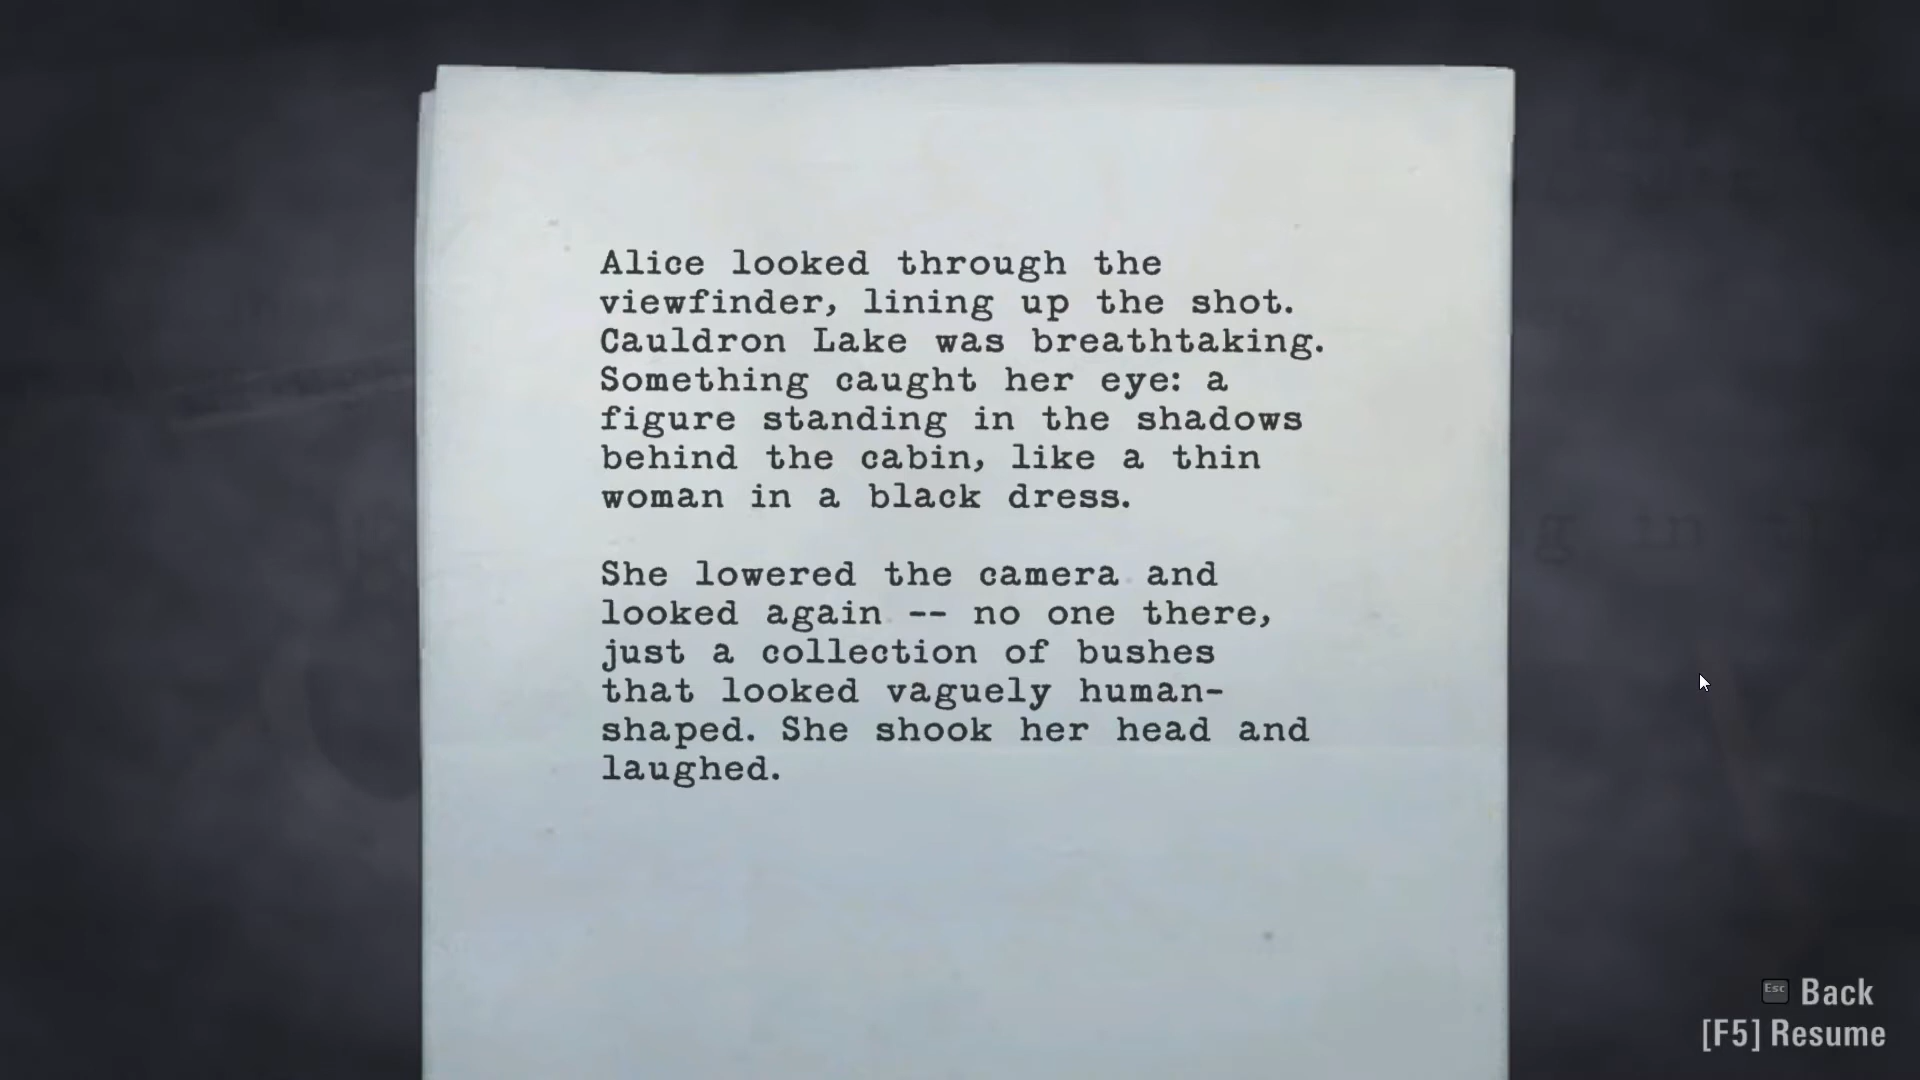 Alice looked through the
viewfinder, lining up the shot.
Cauldron Lake was breathtaking.
Something caught her eye: a
figure standing in the shadows
behind the cabin, like a thin
woman in a black dress.
She lowered the camera and
looked again -- no one there,
just a collection of bushes
that looked vaguely human-
shaped. She shook her head and
laughed.
Esc Back
[F5] Resume